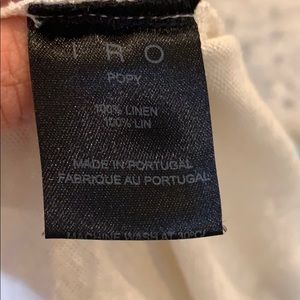 IRO
POPY
100% LINEN
100% LIN
MADE IN PORTUGAL
FABRIQUE AU PORTUGAL